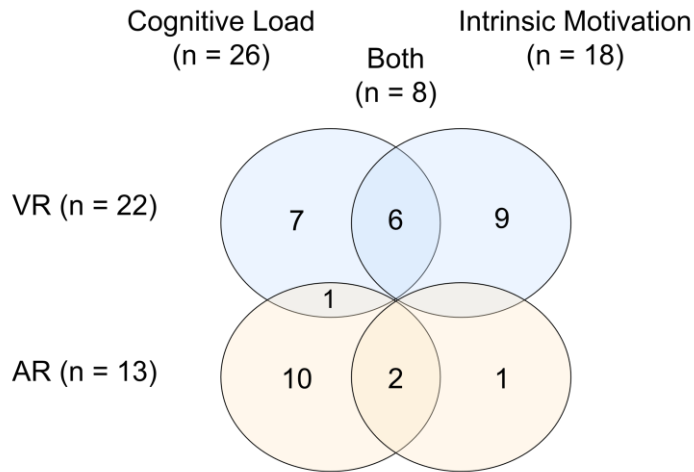 Cognitive Load
(n = 26)
Both
(n = 8)
Intrinsic Motivation
(n = 18)
VR (n = 22)
7
6
9
1
AR (n = 13)
10
2
1